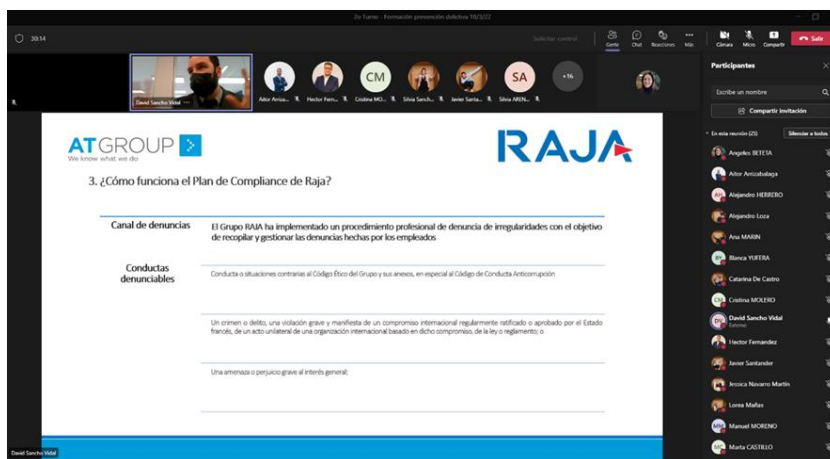 2o Turno - Formación prevención delictiva 10/3/22
30:14
Solicitar control
Gente
Chat
Reacciones
Más
Cámara
Micro
Compartir
Salir
David Sancho Vidal
Aitor Arriza...
Hector Fern...
CM
Cristina MO...
Silvia Sanch...
Javier Santa...
SA
Silvia AREN...
+16
ATGROUP
We know what we do
RAJA
3. ¿Cómo funciona el Plan de Compliance de Raja?
Canal de denuncias
El Grupo RAJA ha implementado un procedimiento profesional de denuncia de irregularidades con el objetivo
de recopilar y gestionar las denuncias hechas por los empleados
Conductas
denunciables
Conducta o situaciones contrarias al Código Ético del Grupo y sus anexos, en especial al Código de Conducta Anticorrupción
Un crimen o delito, una violación grave y manifiesta de un compromiso internacional regularmente ratificado o aprobado por el Estado
francés, de un acto unilateral de una organización internacional basado en dicho compromiso, de la ley o reglamento; o
Una amenaza o perjuicio grave al interés general;
David Sancho Vidal
Participantes
Escribe un nombre
Compartir invitación
En esta reunión (23)
Silenciar a todos
Angeles BETETA
Aitor Arrizabalaga
AH
Alejandro HERRERO
Alejandro Loza
Ana MARIN
BY
Blanca YUFERA
Catarina De Castro
CM
Cristina MOLERO
David Sancho Vidal
Externo
Hector Fernandez
Javier Santander
Jessica Navarro Martín
Lorea Mañas
MM
Manuel MORENO
MC
Marta CASTILLO